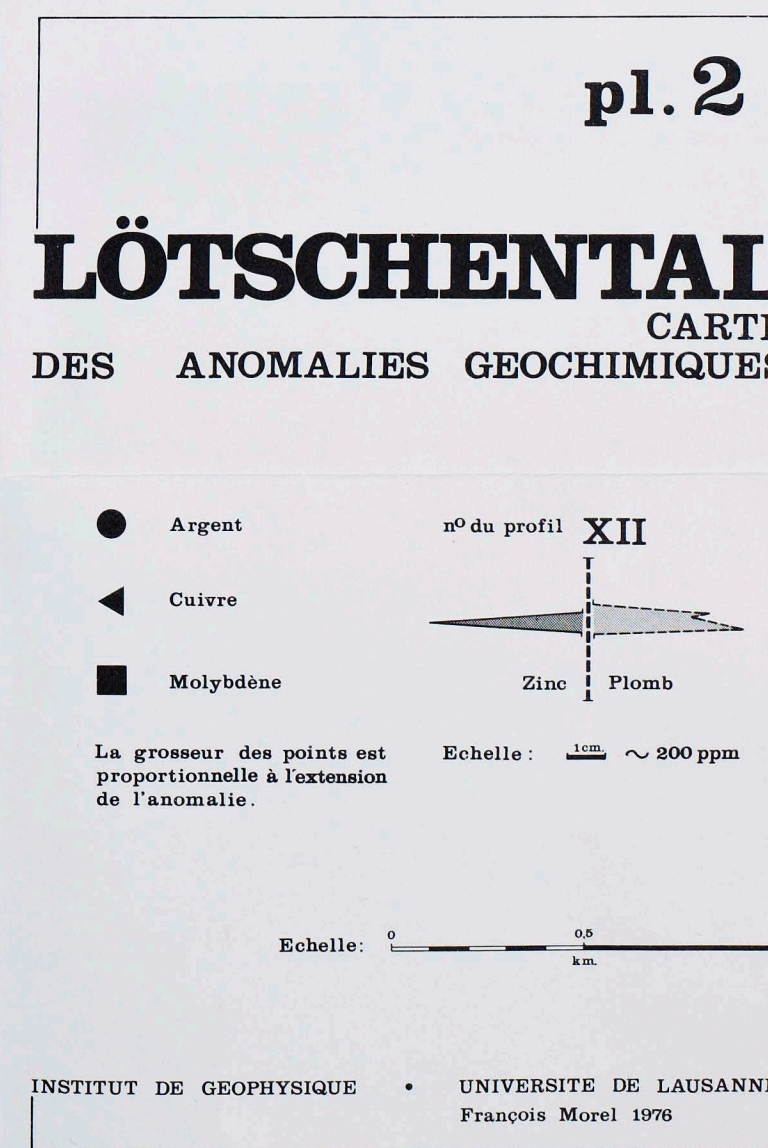 pl. 2
LÖTSCHENTAL
CARTE
DES ANOMALIES GEOCHIMIQUES
Argent
Cuivre
Molybdène
La grosseur des points est
proportionnelle à l'extension
de l'anomalie.
nº du profil XII
Zinc Plomb
Echelle : 1cm. ~ 200 ppm
Echelle: 0 0,5
km.
INSTITUT DE GEOPHYSIQUE • UNIVERSITE DE LAUSANNE
François Morel 1976